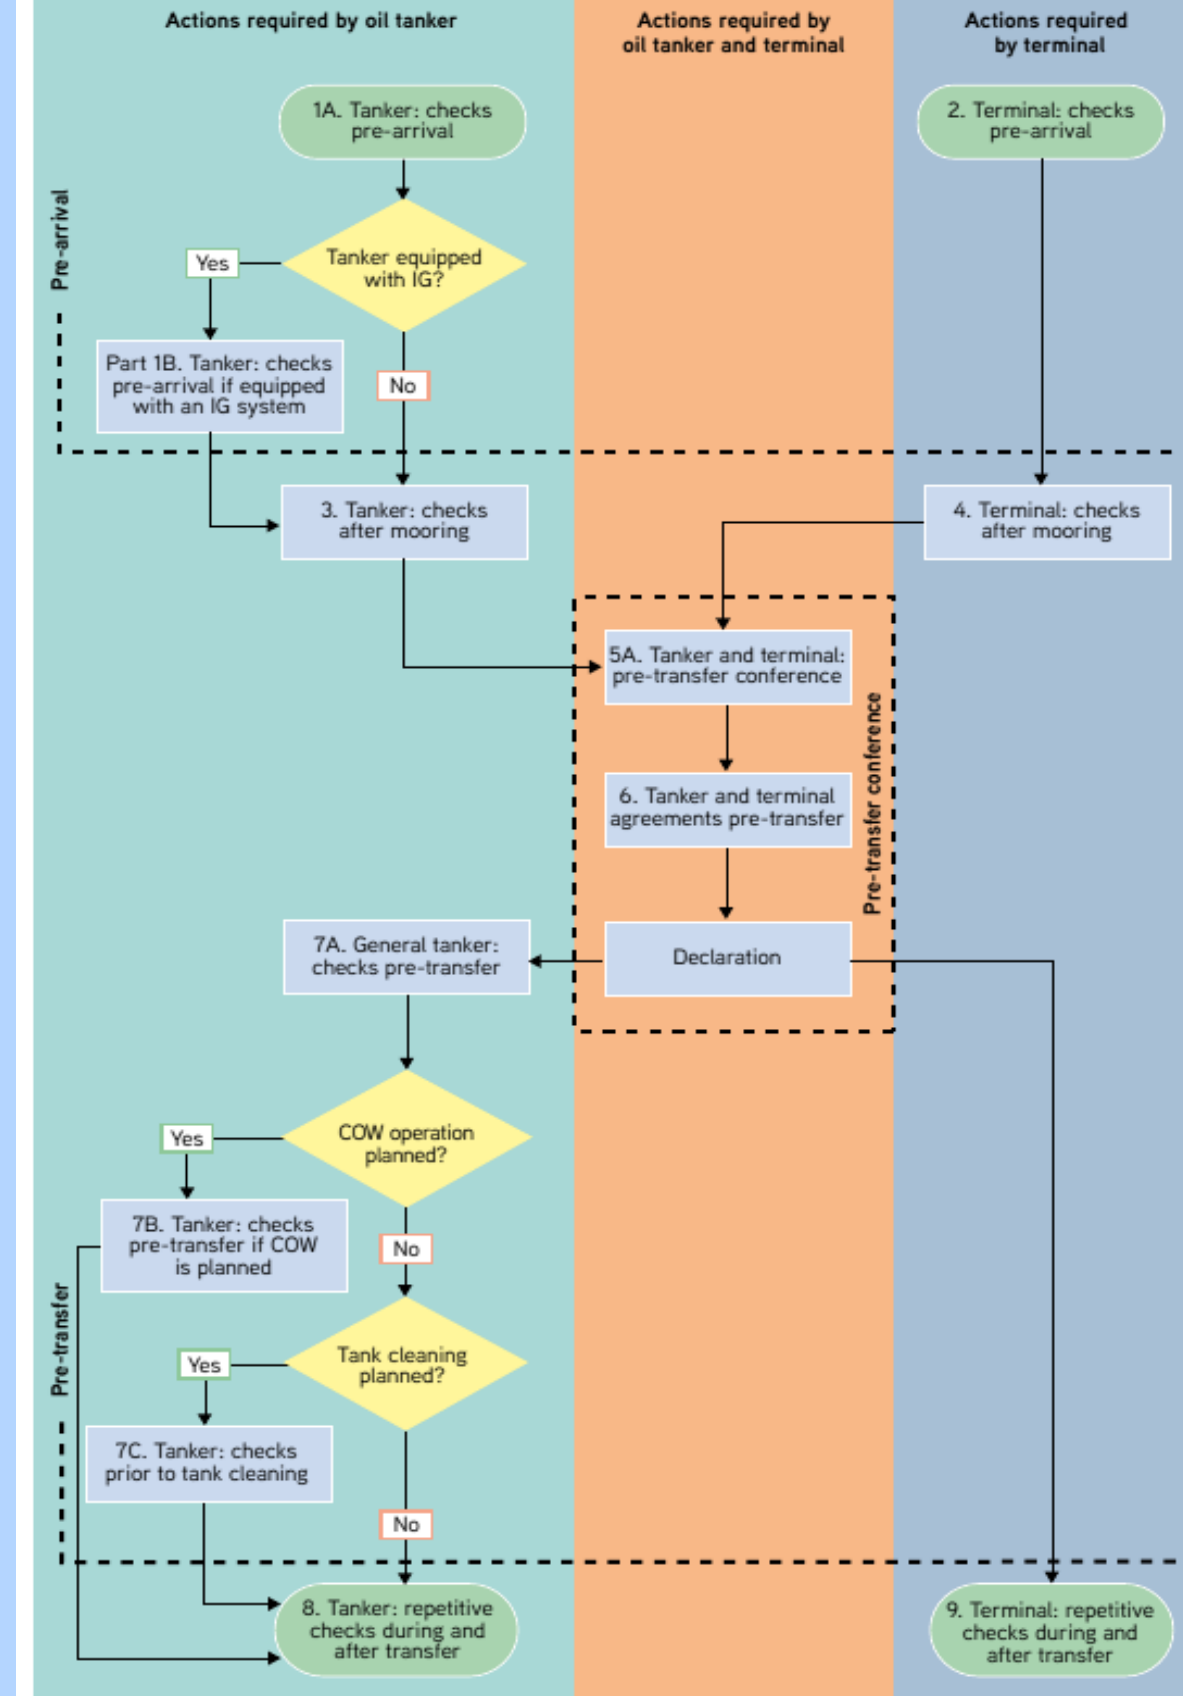 Actions required by oil tanker
Actions required by
oil tanker and terminal
Actions required
by terminal
1A. Tanker: checks
pre-arrival
2. Terminal: checks
pre-arrival
Pre-arrival
Tanker equipped
with IG?
Yes
Part 1B. Tanker: checks
pre-arrival if equipped
with an IG system
No
3. Tanker: checks
after mooring
4. Terminal: checks
after mooring
5A. Tanker and terminal:
pre-transfer conference
6. Tanker and terminal
agreements pre-transfer
Pre-transfer conference
Declaration
7A. General tanker:
checks pre-transfer
COW operation
planned?
Yes
7B. Tanker: checks
pre-transfer if COW
is planned
No
Pre-transfer
Tank cleaning
planned?
Yes
7C. Tanker: checks
prior to tank cleaning
No
8. Tanker: repetitive
checks during and
after transfer
9. Terminal: repetitive
checks during and
after transfer